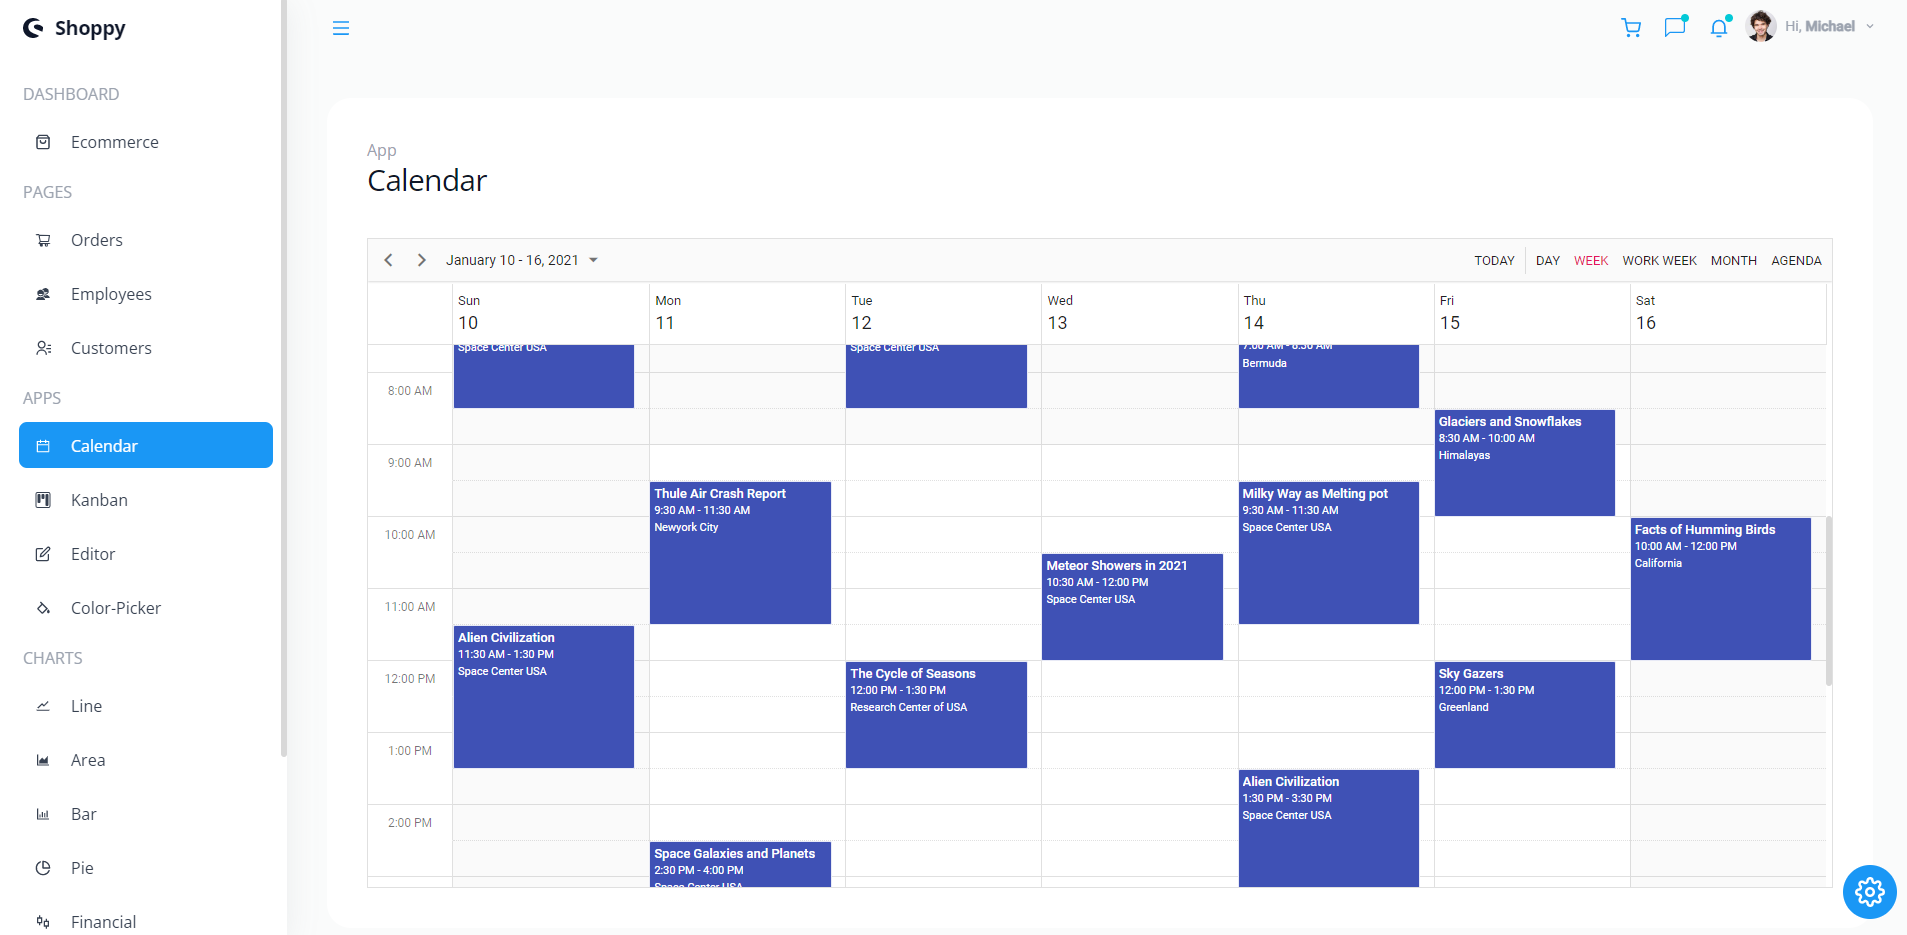 Shoppy
DASHBOARD
Ecommerce
PAGES
Orders
Employees
Customers
APPS
Calendar
Kanban
Editor
Color-Picker
CHARTS
Line
Area
Bar
Pie
Financial
Hi, Michael
App
Calendar
January 10 - 16, 2021
TODAY
DAY
WEEK
WORK WEEK
MONTH
AGENDA
Sun
10
Mon
11
Tue
12
Wed
13
Thu
14
Fri
15
Sat
16
8:00 AM
9:00 AM
10:00 AM
11:00 AM
12:00 PM
1:00 PM
2:00 PM
Space Center USA
Alien Civilization
11:30 AM - 1:30 PM
Space Center USA
Thule Air Crash Report
9:30 AM - 11:30 AM
Newyork City
Space Galaxies and Planets
2:30 PM - 4:00 PM
Space Center USA
Space Center USA
The Cycle of Seasons
12:00 PM - 1:30 PM
Research Center of USA
Meteor Showers in 2021
10:30 AM - 12:00 PM
Space Center USA
7:00 AM - 8:30 AM
Bermuda
Milky Way as Melting pot
9:30 AM - 11:30 AM
Space Center USA
Alien Civilization
1:30 PM - 3:30 PM
Space Center USA
Glaciers and Snowflakes
8:30 AM - 10:00 AM
Himalayas
Sky Gazers
12:00 PM - 1:30 PM
Greenland
Facts of Humming Birds
10:00 AM - 12:00 PM
California